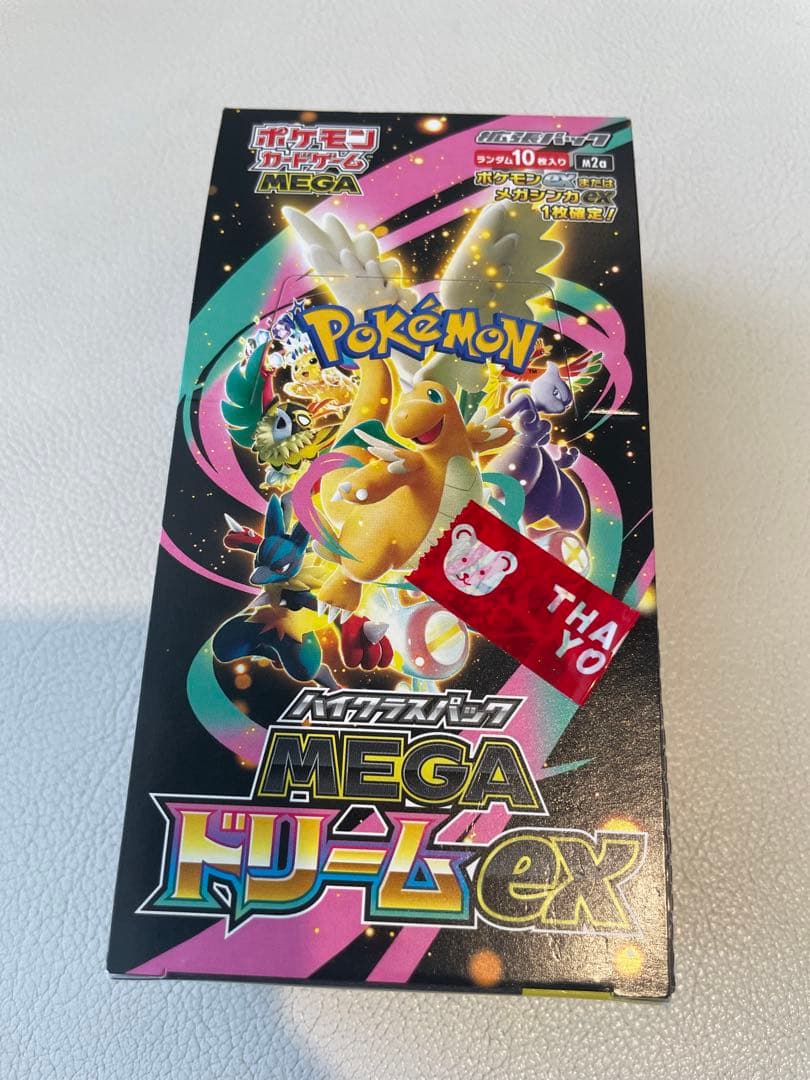 ポケモン
カードゲーム
MEGA
拡張パック
ランダム10枚入り
M2a
ポケモンexまたは
メガシンカex
1枚確定!
POKéMON
TM
THA
YO
ハイクラスパック
MEGA
ドリームex